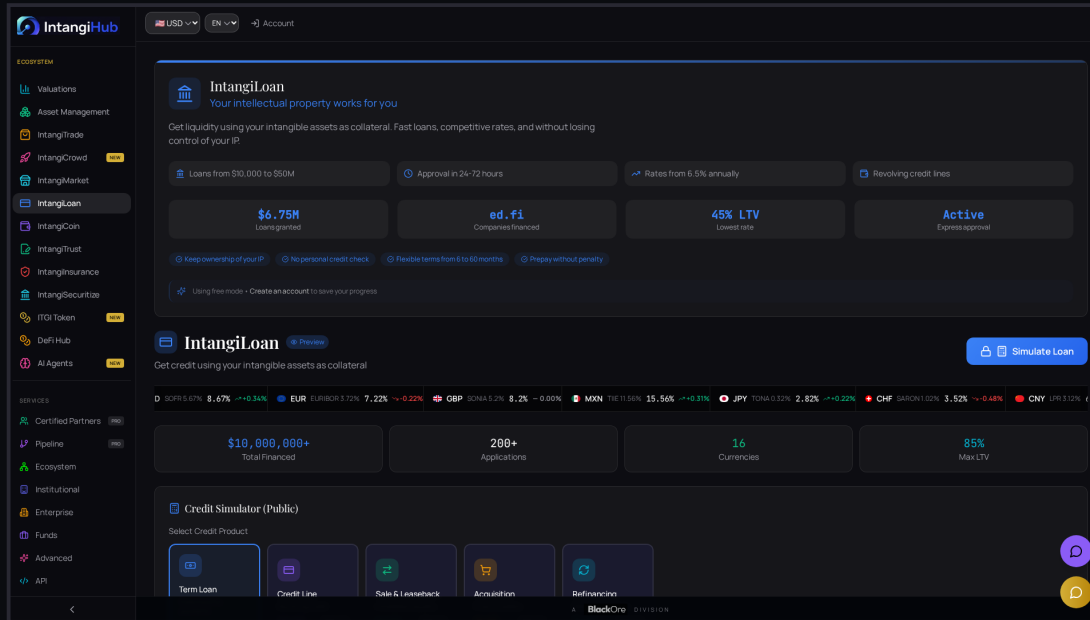 IntangiHub
USD
EN
Account
ECOSYSTEM
Valuations
Asset Management
IntangiTrade
IntangiCrowd NEW
IntangiMarket
IntangiLoan
IntangiCoin
IntangiTrust
IntangiInsurance
IntangiSecuritize
ITGI Token NEW
DeFi Hub
AI Agents NEW
SERVICES
Certified Partners PRO
Pipeline PRO
Ecosystem
Institutional
Enterprise
Funds
Advanced
API
IntangiLoan
Your intellectual property works for you
Get liquidity using your intangible assets as collateral. Fast loans, competitive rates, and without losing
control of your IP.
Loans from $10,000 to $50M
Approval in 24-72 hours
Rates from 6.5% annually
Revolving credit lines
$6.75M
Loans granted
ed.fi
Companies financed
45% LTV
Lowest rate
Active
Express approval
Keep ownership of your IP
No personal credit check
Flexible terms from 6 to 60 months
Prepay without penalty
Using free mode • Create an account to save your progress
IntangiLoan Preview
Get credit using your intangible assets as collateral
Simulate Loan
D SOFR 5.67% 8.67% +0.34%
EUR EURIBOR 3.72% 7.22% -0.22%
GBP SONIA 5.2% 8.2% – 0.00%
MXN TIIE 11.56% 15.56% +0.31%
JPY TONA 0.32% 2.82% +0.22%
CHF SARON 1.02% 3.52% -0.48%
CNY LPR 3.12%
$10,000,000+
Total Financed
200+
Applications
16
Currencies
85%
Max LTV
Credit Simulator (Public)
Select Credit Product
Term Loan
Credit Line
Sale & Leaseback
Acquisition
Refinancing
A BlackOre DIVISION